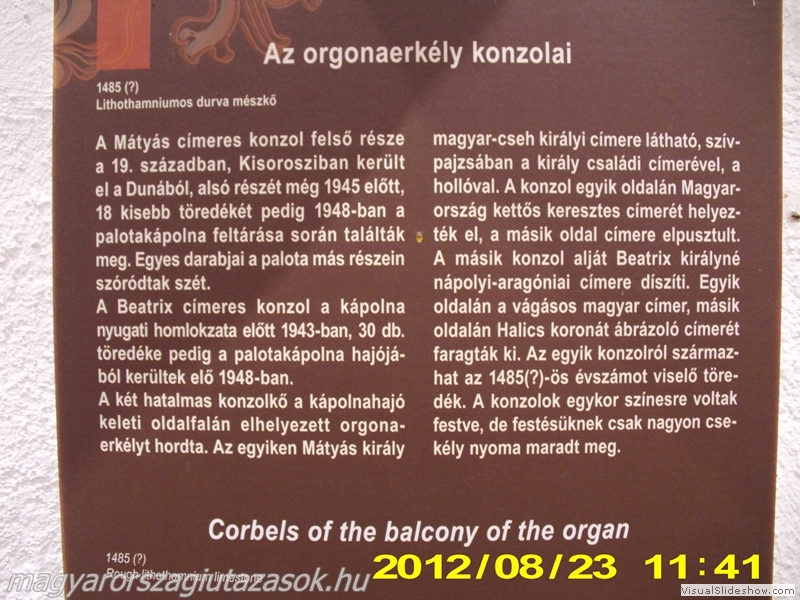 Az orgonaerkély konzolai
1485 (?)
Lithothamniumos durva mészkő
A Mátyás címeres konzol felső része
a 19. században, Kisorosziban került
el a Dunából, alsó részét még 1945 előtt,
18 kisebb töredékét pedig 1948-ban a
palotakápolna feltárása során találták
meg. Egyes darabjai a palota más részein
szóródtak szét.
A Beatrix címeres konzol a kápolna
nyugati homlokzata előtt 1943-ban, 30 db.
töredéke pedig a palotakápolna hajójá-
ból kerültek elő 1948-ban.
A két hatalmas konzolkő a kápolnahajó
keleti oldalfalán elhelyezett orgona-
erkélyt hordta. Az egyiken Mátyás király
magyar-cseh királyi címere látható, szív-
pajzsában a király családi címerével, a
hollóval. A konzol egyik oldalán Magyar-
ország kettős keresztes címerét helyez-
ték el, a másik oldal címere elpusztult.
A másik konzol alját Beatrix királyné
nápolyi-aragóniai címere díszíti. Egyik
oldalán a vágásos magyar címer, másik
oldalán Halics koronát ábrázoló címerét
faragták ki. Az egyik konzolról származ-
hat az 1485(?)-ös évszámot viselő töre-
dék. A konzolok egykor színesre voltak
festve, de festésüknek csak nagyon cse-
kély nyoma maradt meg.
Corbels of the balcony of the organ
1485 (?)
Rough lithethamnium limestone
magyarországiutazások.hu
2012/08/23 11:41
VisualSlideshow.com